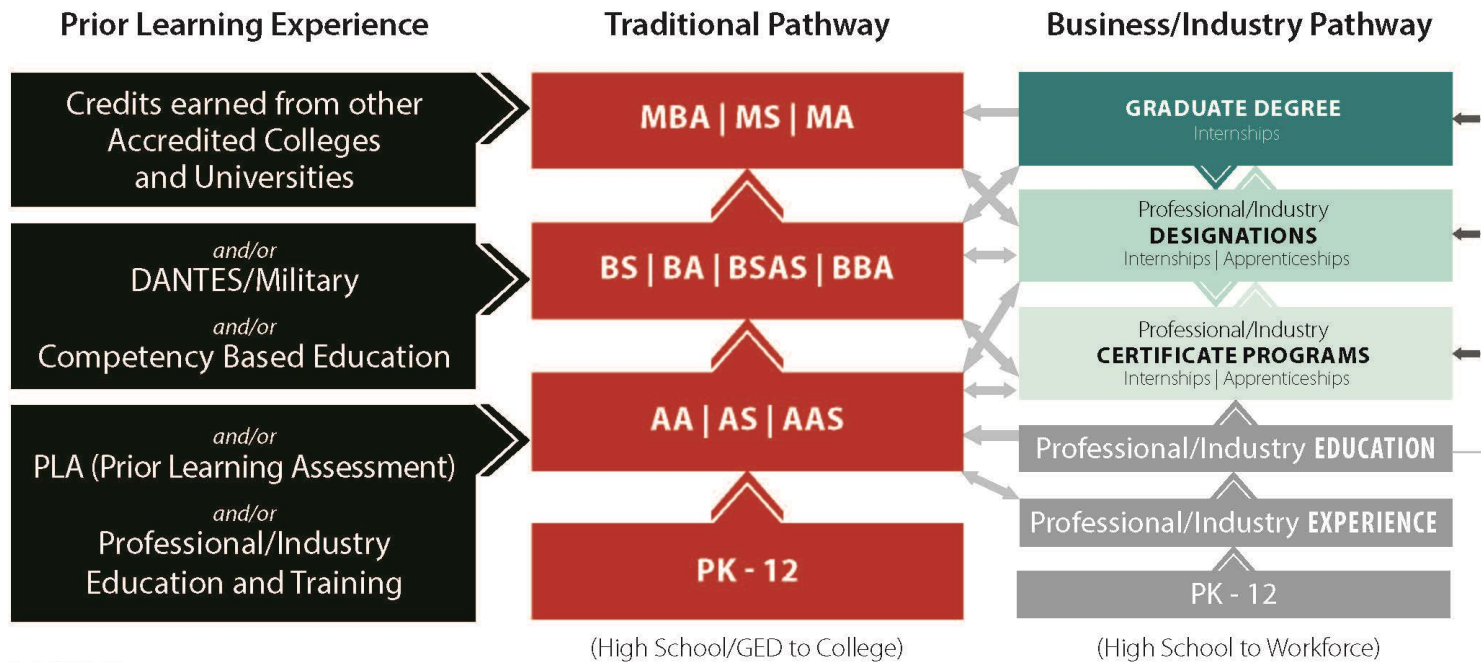 Prior Learning Experience
Credits earned from other
Accredited Colleges
and Universities
and/or
DANTES/Military
and/or
Competency Based Education
and/or
PLA (Prior Learning Assessment)
and/or
Professional/Industry
Education and Training
Traditional Pathway
MBA | MS | MA
BS | BA | BSAS | BBA
AA | AS | AAS
PK - 12
(High School/GED to College)
Business/Industry Pathway
GRADUATE DEGREE
Internships
Professional/Industry
DESIGNATIONS
Internships | Apprenticeships
Professional/Industry
CERTIFICATE PROGRAMS
Internships | Apprenticeships
Professional/Industry EDUCATION
Professional/Industry EXPERIENCE
PK - 12
(High School to Workforce)